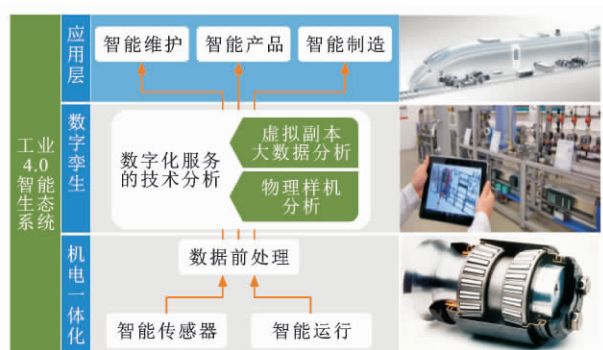 工业
4.0
智能
生态
系统
应用层
智能维护
智能产品
智能制造
数字孪生
数字化服务
的技术分析
虚拟副本
大数据分析
物理样机
分析
机电一体化
数据前处理
智能传感器
智能运行